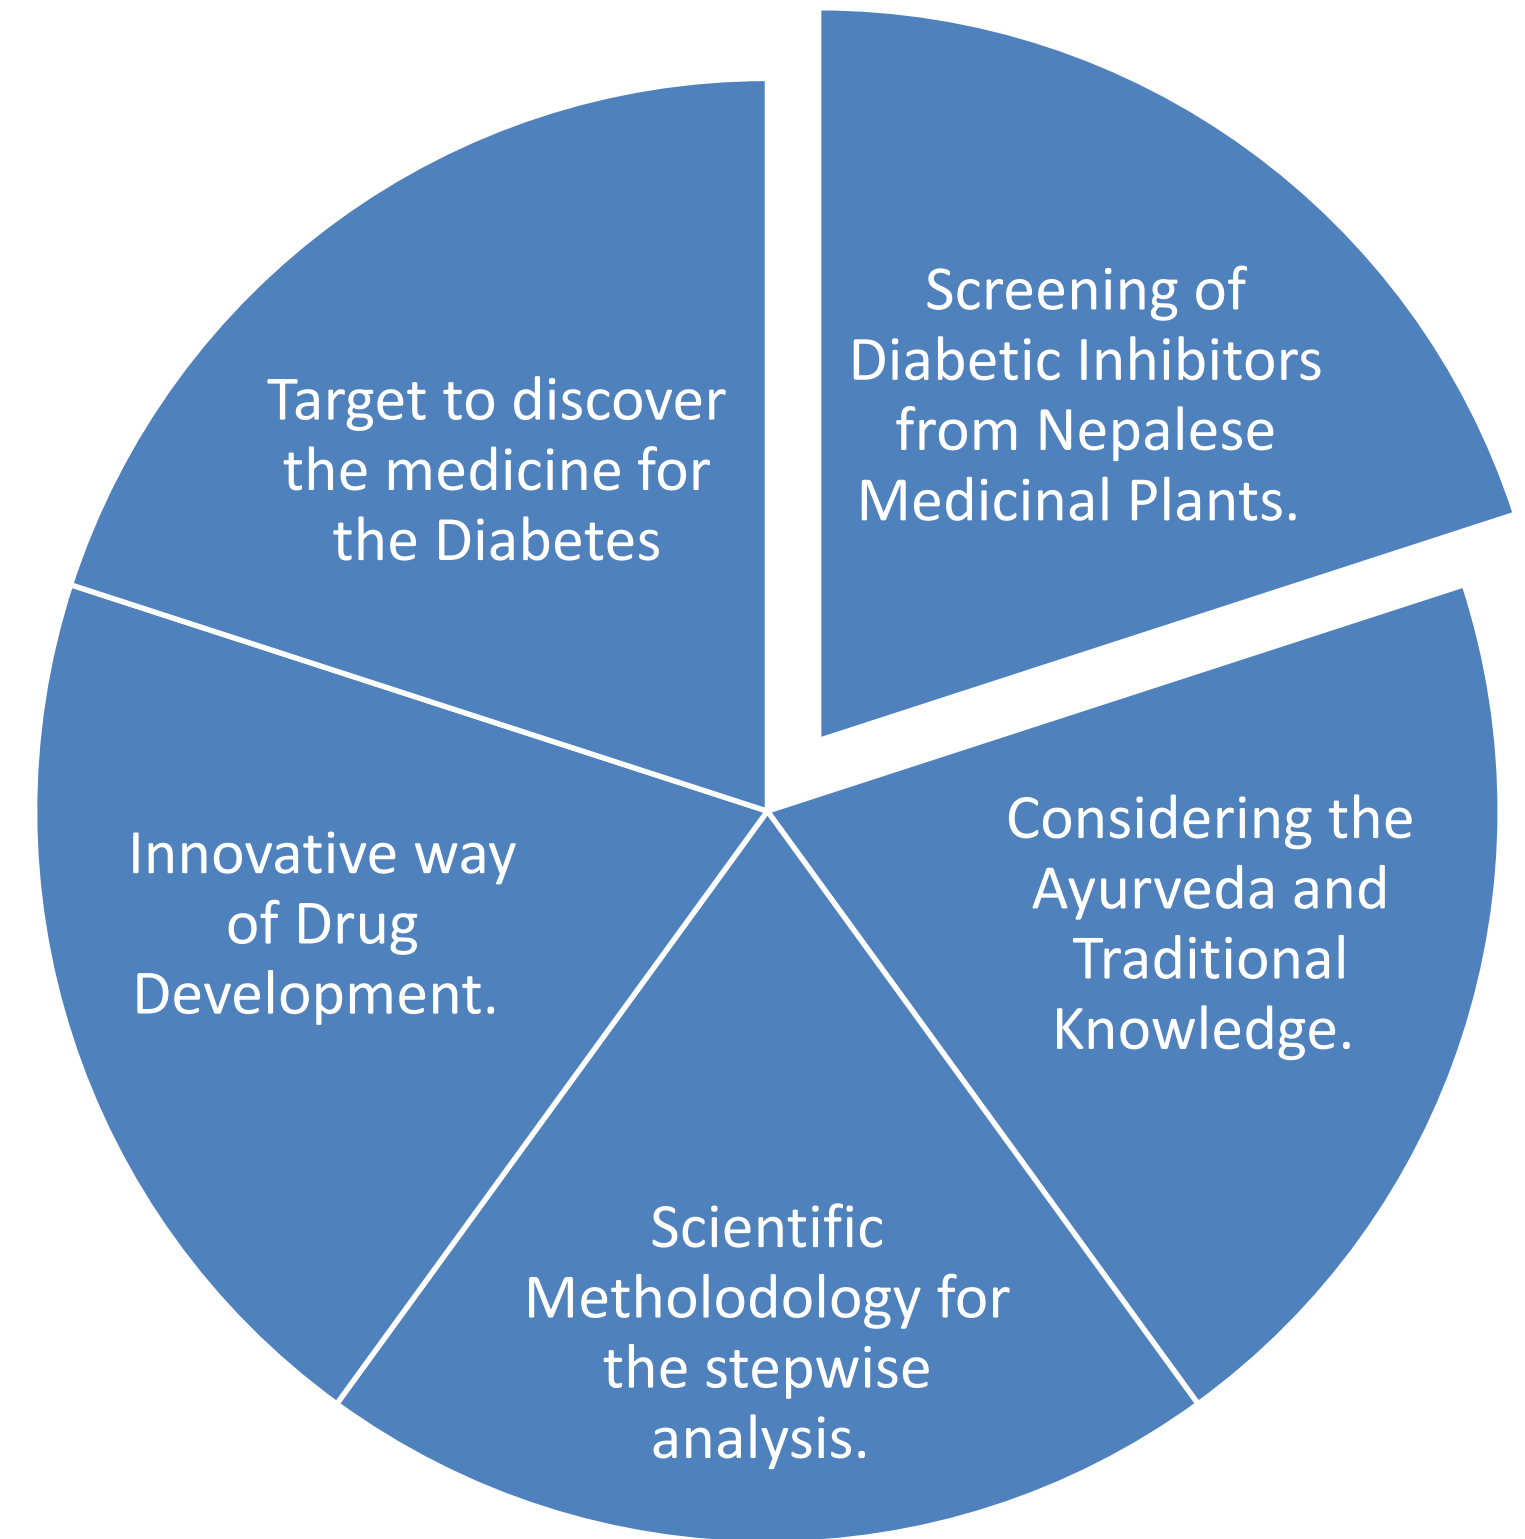 Screening of
Diabetic Inhibitors
from Nepalese
Medicinal Plants.
Considering the
Ayurveda and
Traditional
Knowledge.
Scientific
Metholodology for
the stepwise
analysis.
Innovative way
of Drug
Development.
Target to discover
the medicine for
the Diabetes